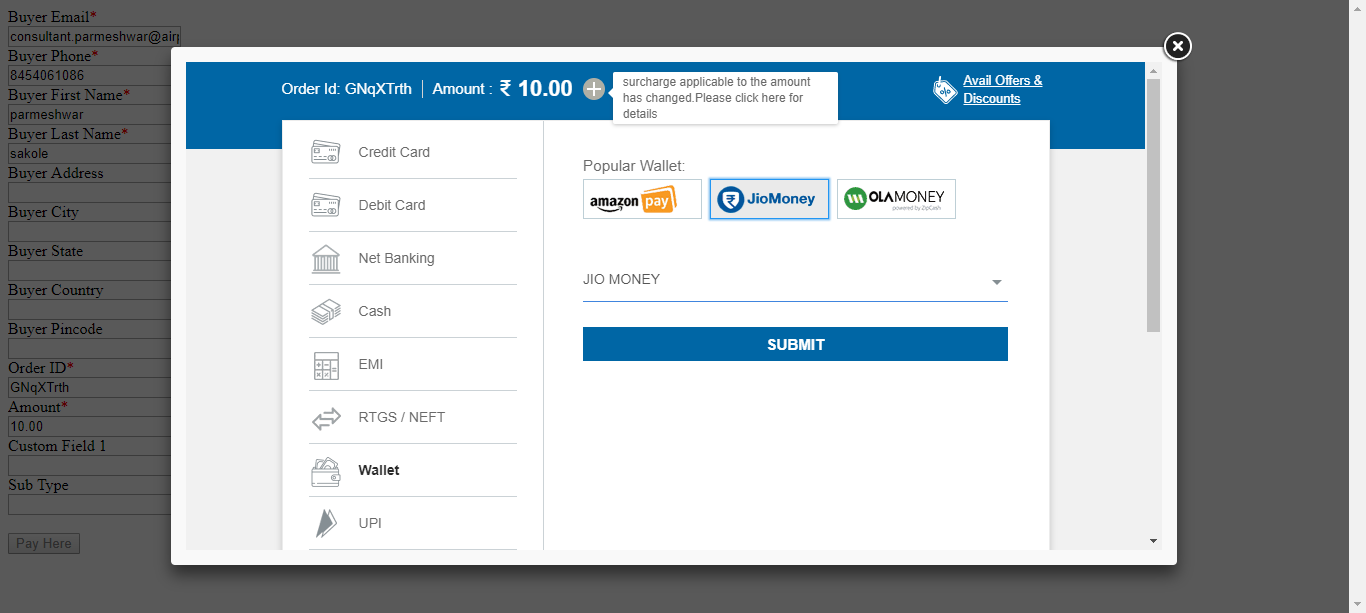 Buyer Email*
consultant.parmeshwar@air
Buyer Phone*
8454061086
Buyer First Name*
parmeshwar
Buyer Last Name*
sakole
Buyer Address
Buyer City
Buyer State
Buyer Country
Buyer Pincode
Order ID*
GNqXTrth
Amount*
10.00
Custom Field 1
Sub Type
Pay Here
Order Id: GNqXTrth | Amount : ₹ 10.00
surcharge applicable to the amount
has changed.Please click here for
details
Avail Offers &
Discounts
Credit Card
Debit Card
Net Banking
Cash
EMI
RTGS / NEFT
Wallet
UPI
Popular Wallet:
amazon pay
JioMoney
OLAMONEY
powered by ZipCash
JIO MONEY
SUBMIT